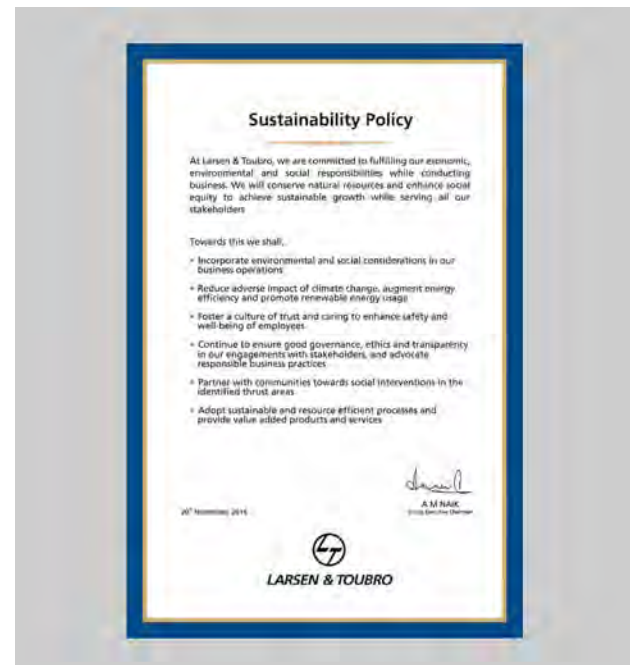 Sustainability Policy
At Larsen & Toubro, we are committed to fulfilling our economic,
environmental and social responsibilities while conducting
business. We will conserve natural resources and enhance social
equity to achieve sustainable growth while serving all our
stakeholders
Towards this we shall,
• Incorporate environmental and social considerations in our
business operations
• Reduce adverse impact of climate change, augment energy
efficiency and promote renewable energy usage
• Foster a culture of trust and caring to enhance safety and
well-being of employees
• Continue to ensure good governance, ethics and transparency
in our engagements with stakeholders, and advocate
responsible business practices
• Partner with communities towards social interventions in the
identified thrust areas
• Adopt sustainable and resource efficient processes and
provide value added products and services
A M NAIK
Group Executive Chairman
November,
LARSEN & TOUBRO